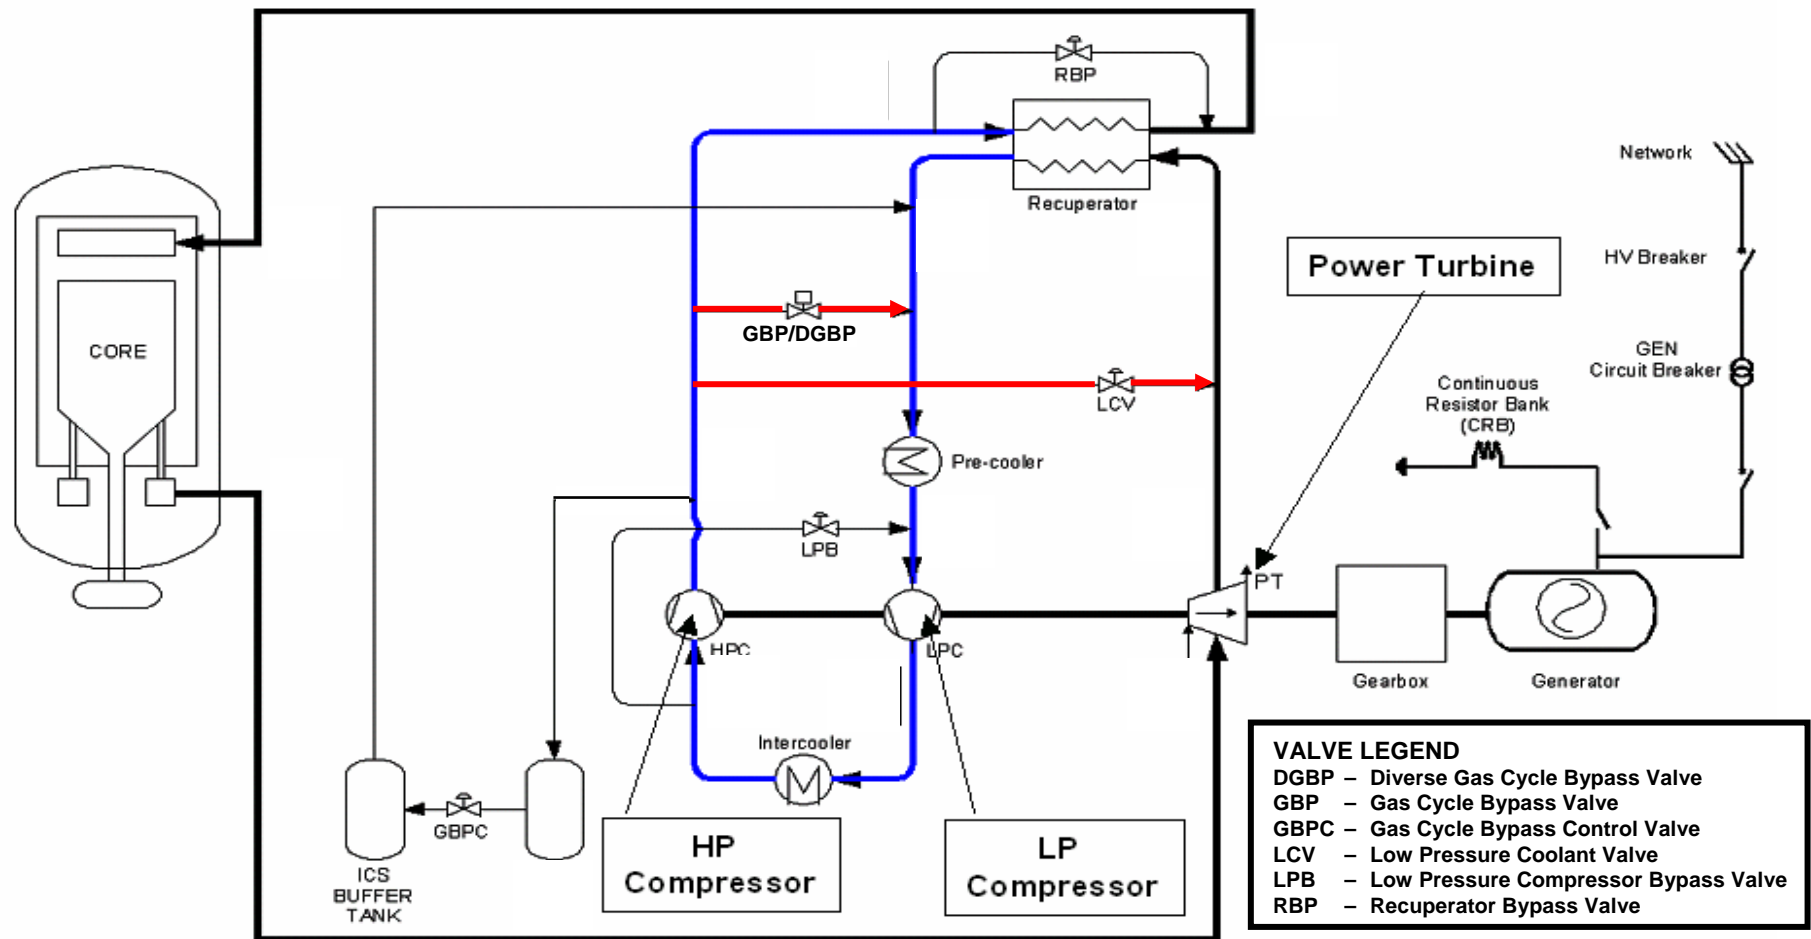 RBP
Network
Recuperator
Power Turbine
HV Breaker
GBP/DGBP
CORE
GEN
Circuit Breaker
LCV
Continuous
Resistor Bank
(CRB)
Pre-cooler
LPB
PT
HPC
LPC
Gearbox
Generator
Intercooler
VALVE LEGEND
DGBP – Diverse Gas Cycle Bypass Valve
GBP – Gas Cycle Bypass Valve
GBPC – Gas Cycle Bypass Control Valve
LCV – Low Pressure Coolant Valve
LPB – Low Pressure Compressor Bypass Valve
RBP – Recuperator Bypass Valve
GBPC
HP
Compressor
LP
Compressor
ICS
BUFFER
TANK